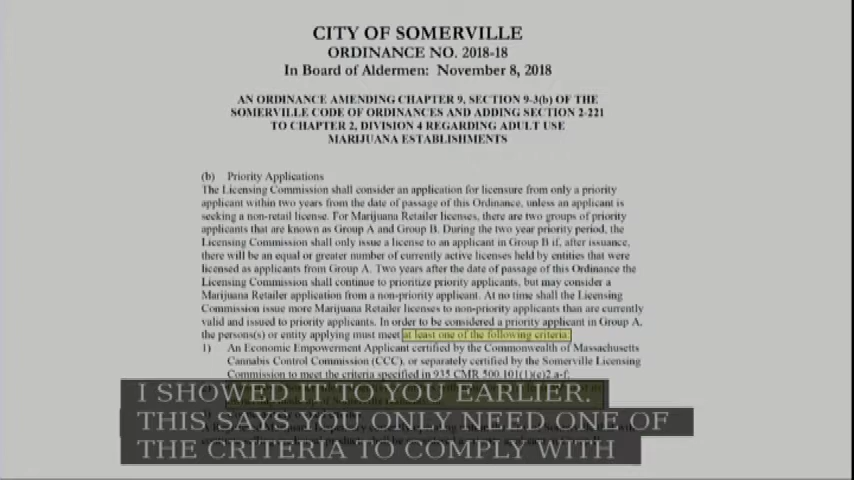 CITY OF SOMERVILLE
ORDINANCE NO. 2018-18
In Board of Aldermen: November 8, 2018
AN ORDINANCE AMENDING CHAPTER 9, SECTION 9-3(b) OF THE
SOMERVILLE CODE OF ORDINANCES AND ADDING SECTION 2-221
TO CHAPTER 2, DIVISION 4 REGARDING ADULT USE
MARIJUANA ESTABLISHMENTS
(b) Priority Applications
The Licensing Commission shall consider an application for licensure from only a priority
applicant within two years from the date of passage of this Ordinance, unless an applicant is
seeking a non-retail license. For Marijuana Retailer licenses, there are two groups of priority
applicants that are known as Group A and Group B. During the two year priority period, the
Licensing Commission shall only issue a license to an applicant in Group B if, after issuance,
there will be an equal or greater number of currently active licenses held by entities that were
licensed as applicants from Group A. Two years after the date of passage of this Ordinance the
Licensing Commission shall continue to prioritize priority applicants, but may consider a
Marijuana Retailer application from a non-priority applicant. At no time shall the Licensing
Commission issue more Marijuana Retailer licenses to non-priority applicants than are currently
valid and issued to priority applicants. In order to be considered a priority applicant in Group A,
the persons(s) or entity applying must meet at least one of the following criteria:
1) An Economic Empowerment Applicant certified by the Commonwealth of Massachusetts
Cannabis Control Commission (CCC), or separately certified by the Somerville Licensing
Commission to meet the criteria specified in 935 CMR 500.101(1)(e)2.a-f;
I SHOWED IT TO YOU EARLIER.
THIS SAYS YOU ONLY NEED ONE OF
THE CRITERIA TO COMPLY WITH